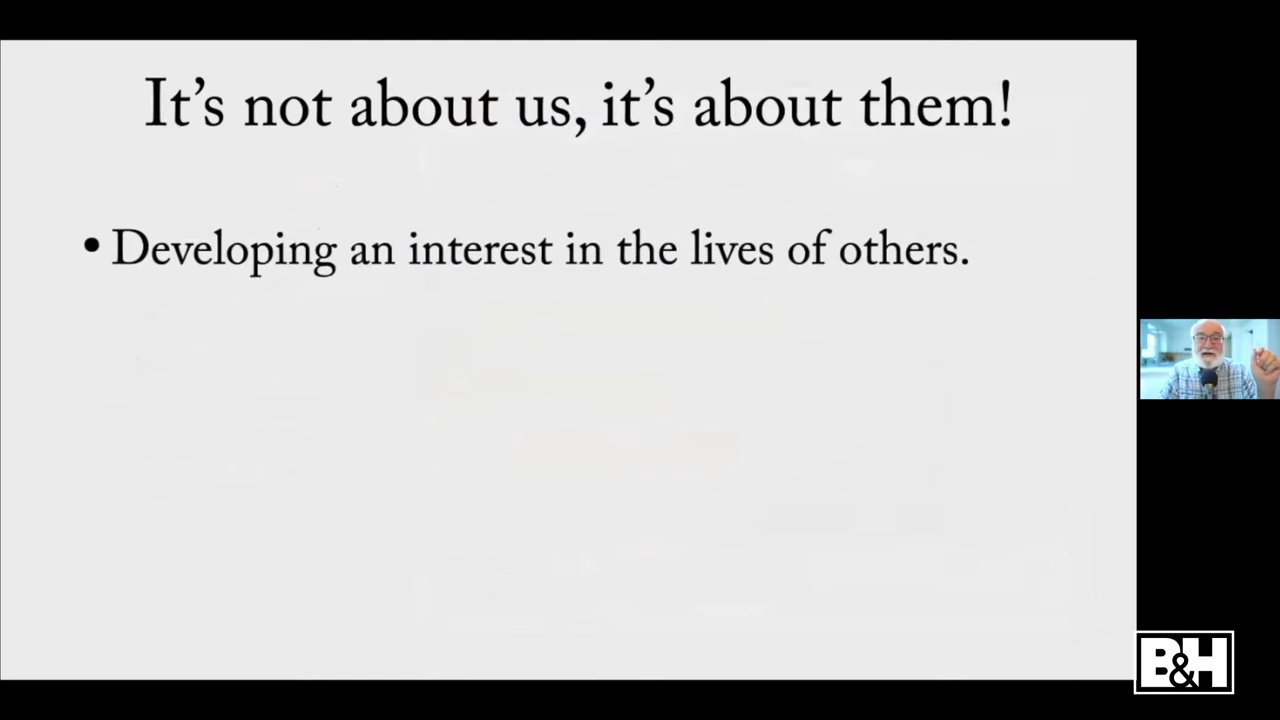 It’s not about us, it’s about them!
• Developing an interest in the lives of others.
B&H